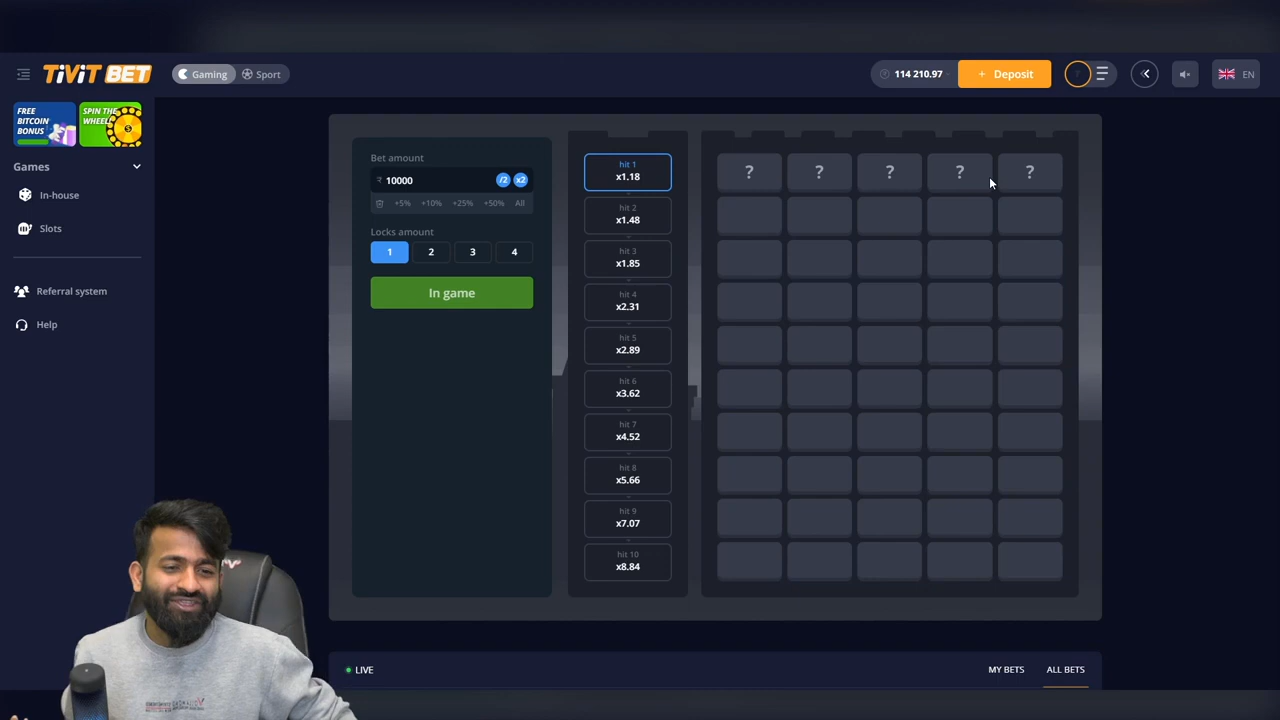 TiViT BET
Gaming
Sport
114 210.97
+ Deposit
EN
FREE
BITCOIN
BONUS
SPIN THE
WHEEL
Games
In-house
Slots
Referral system
Help
Bet amount
₹ 10000
/2
x2
+5%
+10%
+25%
+50%
All
Locks amount
1
2
3
4
In game
hit 1
x1.18
hit 2
x1.48
hit 3
x1.85
hit 4
x2.31
hit 5
x2.89
hit 6
x3.62
hit 7
x4.52
hit 8
x5.66
hit 9
x7.07
hit 10
x8.84
? ? ? ? ?
LIVE
MY BETS
ALL BETS